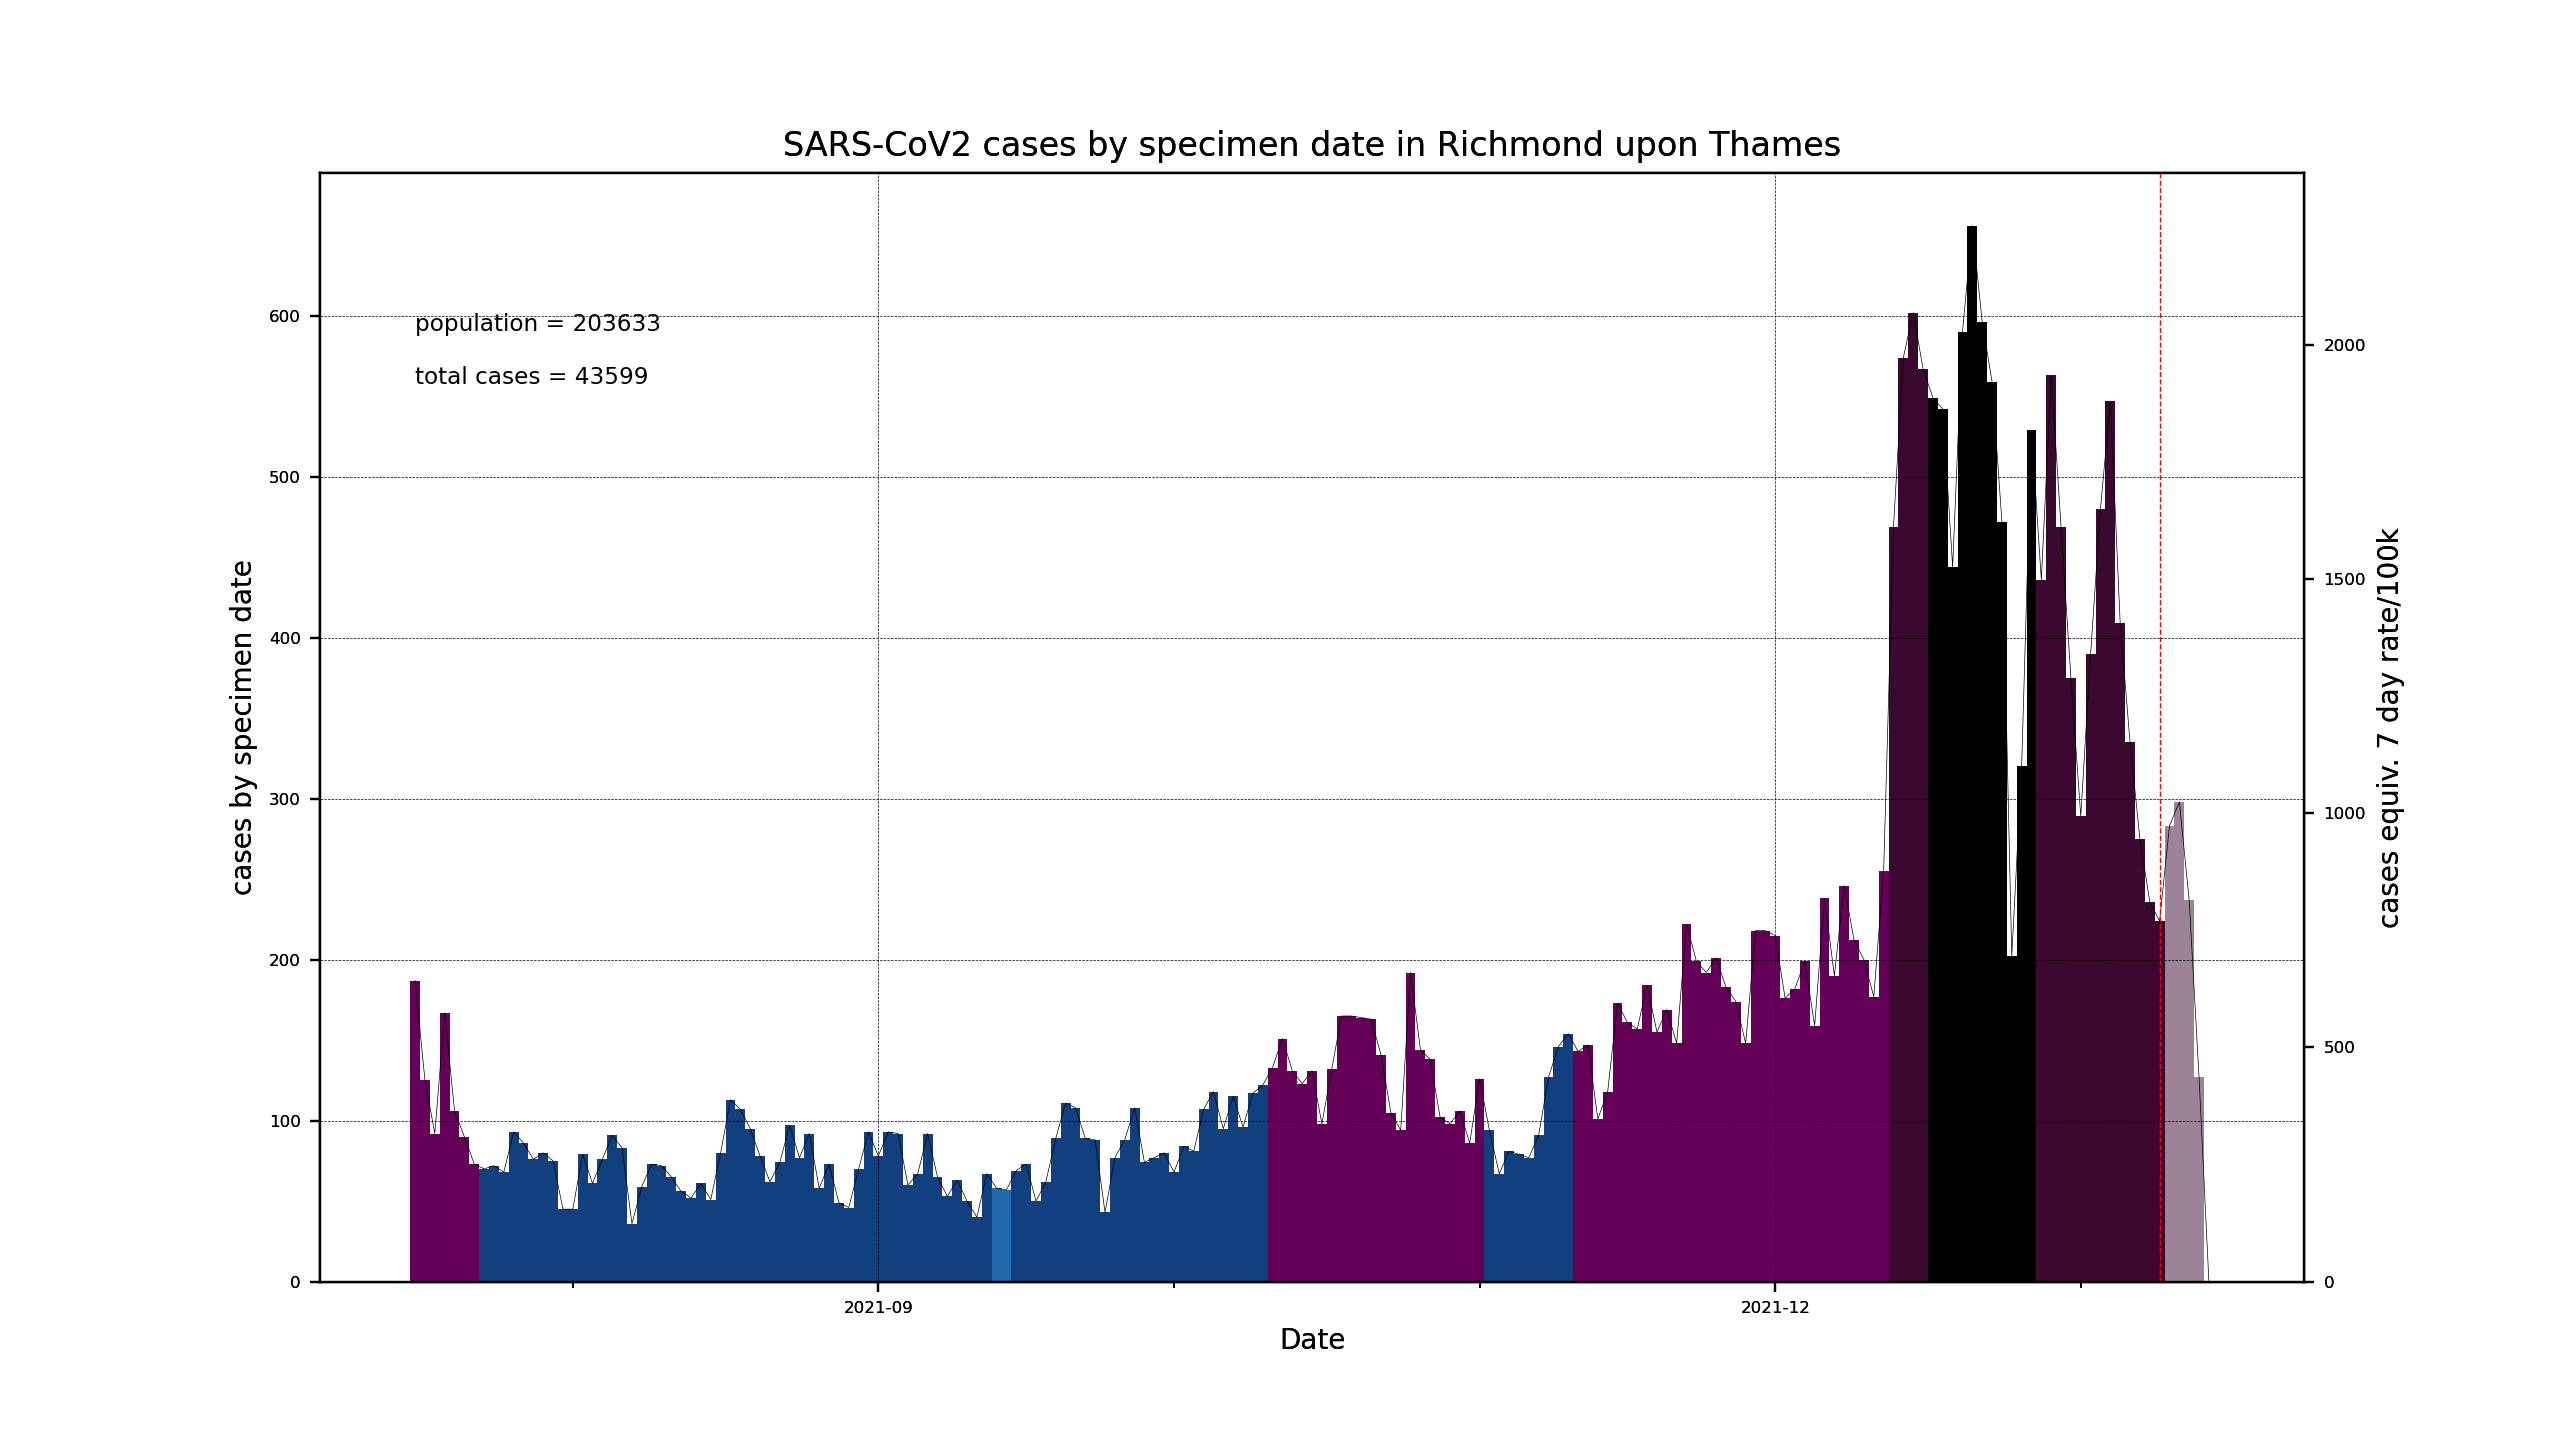 SARS-CoV2 cases by specimen date in Richmond upon Thames
population = 203633
total cases = 43599
cases by specimen date
600
500
400
300
200
100
0
2000
1500
1000
500
0
cases equiv. 7 day rate/100k
2021-09
2021-12
Date